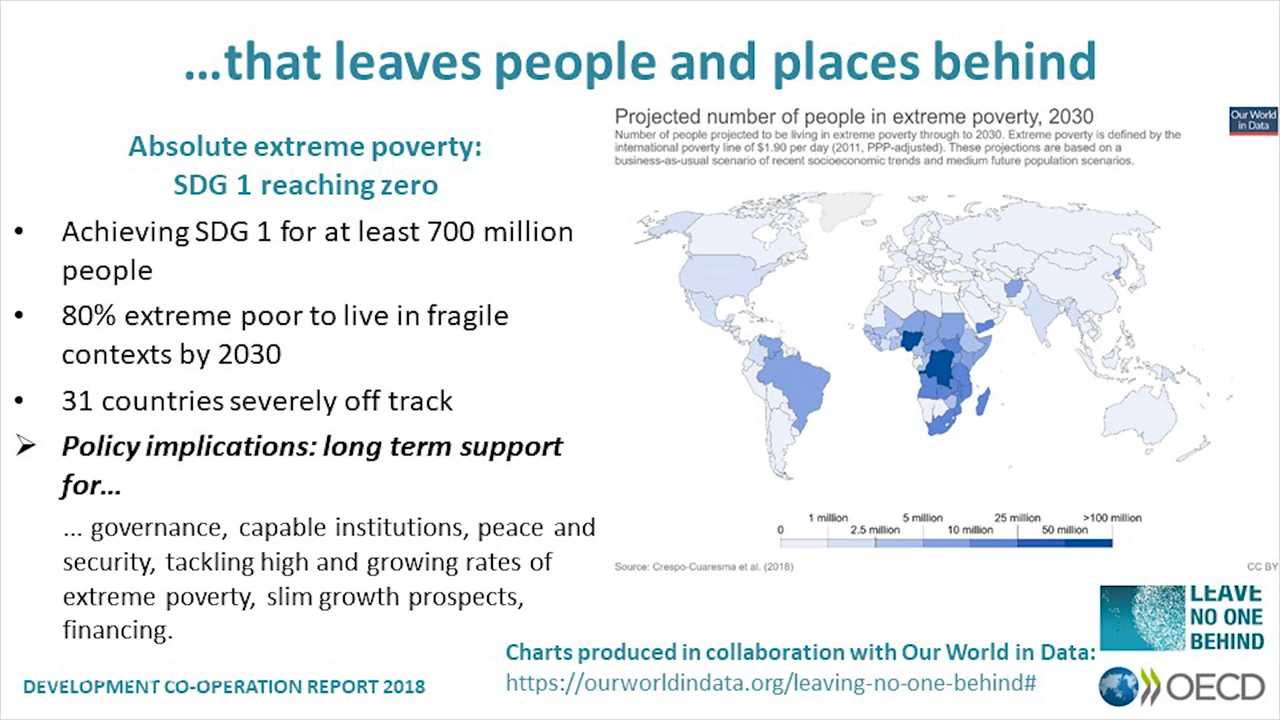 ...that leaves people and places behind
Absolute extreme poverty:
SDG 1 reaching zero
• Achieving SDG 1 for at least 700 million
people
• 80% extreme poor to live in fragile
contexts by 2030
• 31 countries severely off track
➢ Policy implications: long term support
for...
... governance, capable institutions, peace and
security, tackling high and growing rates of
extreme poverty, slim growth prospects,
financing.
Projected number of people in extreme poverty, 2030
Number of people projected to be living in extreme poverty through to 2030. Extreme poverty is defined by the
international poverty line of $1.90 per day (2011, PPP-adjusted). These projections are based on a
business-as-usual scenario of recent socioeconomic trends and medium future population scenarios.
Our World
in Data
1 million 5 million 25 million >100 million
0 2.5 million 10 million 50 million
Source: Crespo-Cuaresma et al. (2018)
CC BY
LEAVE
NO ONE
BEHIND
Charts produced in collaboration with Our World in Data:
https://ourworldindata.org/leaving-no-one-behind#
DEVELOPMENT CO-OPERATION REPORT 2018
OECD